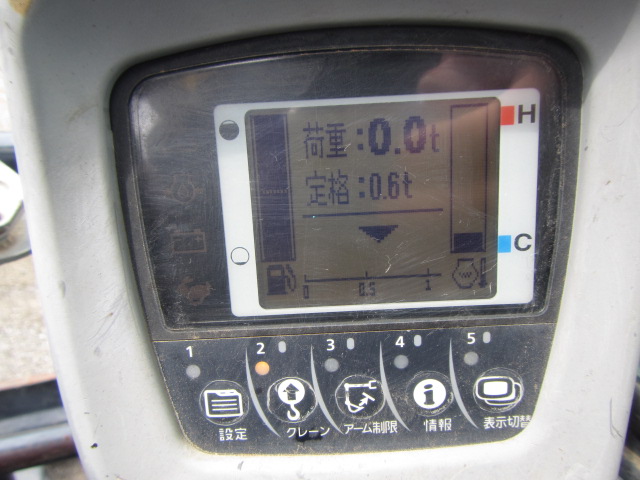 荷重:0.0t
定格:0.6t
H
C
0 0.5 1
1 2 3 4 5
設定 クレーン アーム制限 情報 表示切替